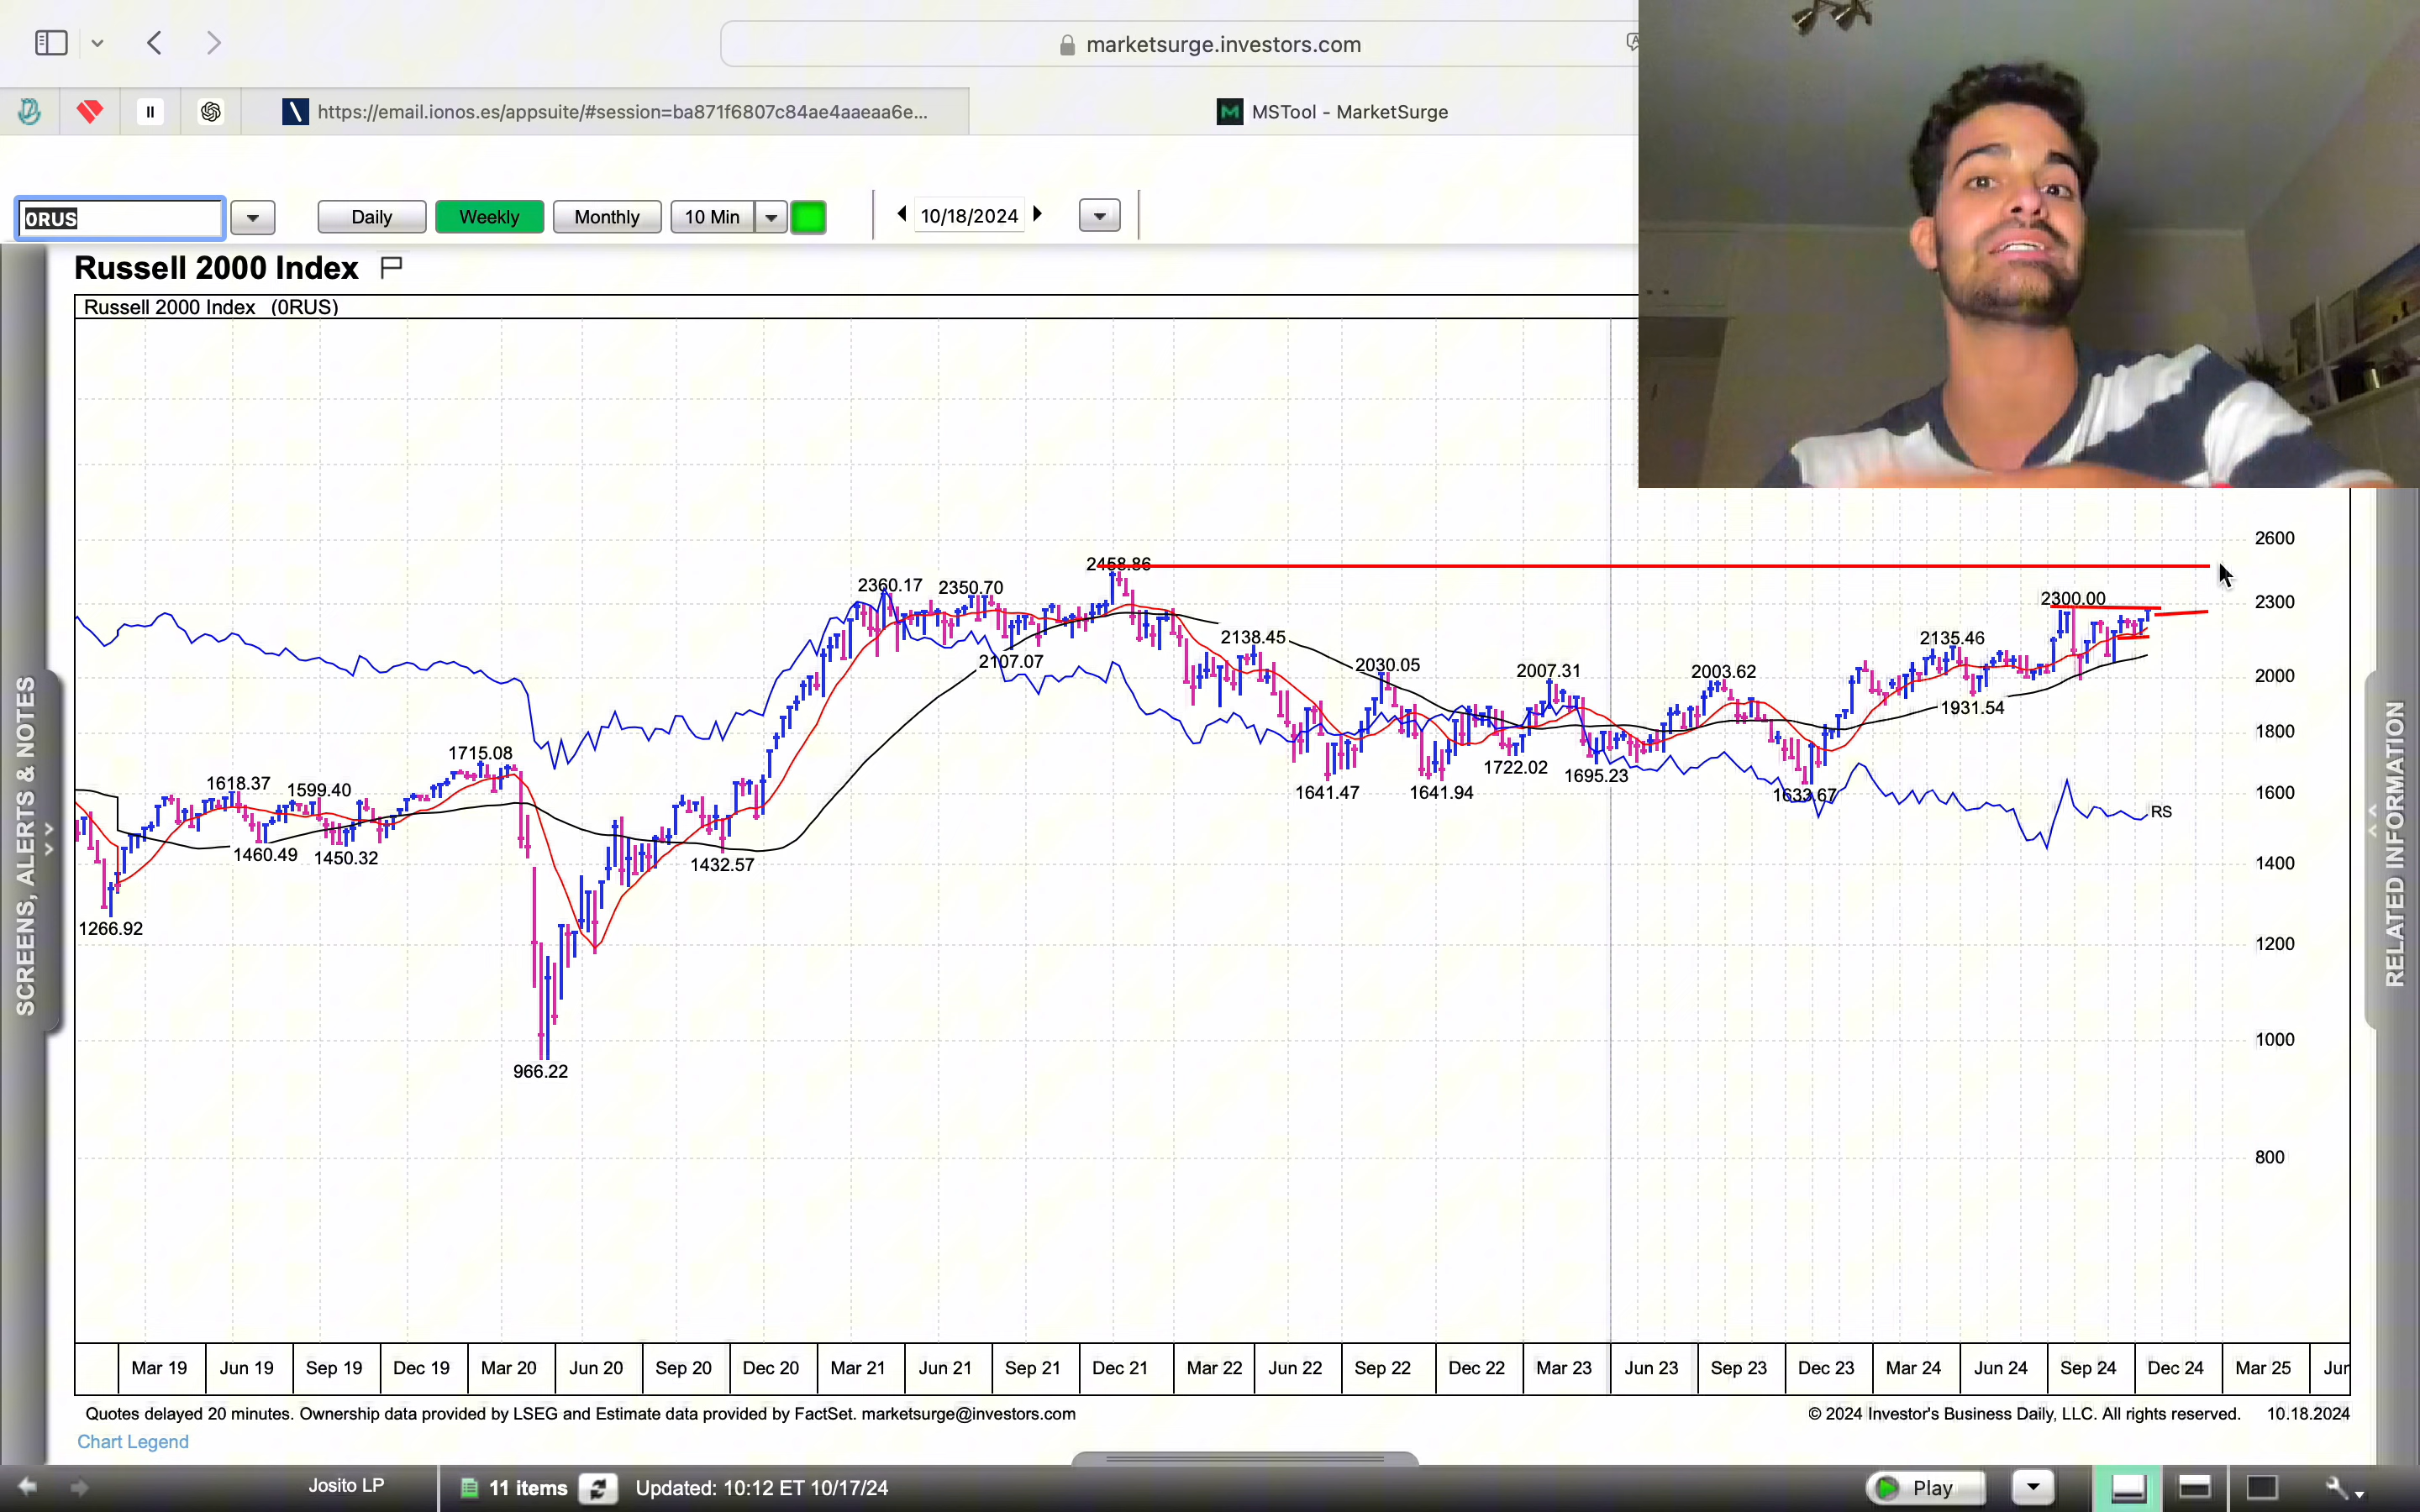 marketsurge.investors.com
https://email.ionos.es/appsuite/#session=ba871f6807c84ae4aaeaa6e...
MSTool - MarketSurge
0RUS
Daily
Weekly
Monthly
10 Min
10/18/2024
Russell 2000 Index
Russell 2000 Index (0RUS)
2600
2458.86
2360.17
2350.70
2300.00
2300
2138.45
2135.46
2107.07
2030.05
2007.31
2003.62
2000
1931.54
1800
1715.08
1722.02
1695.23
1618.37
1599.40
1641.47
1641.94
1633.67
1600
RS
1460.49
1450.32
1432.57
1400
1266.92
1200
1000
966.22
800
SCREENS, ALERTS & NOTES
RELATED INFORMATION
Mar 19 Jun 19 Sep 19 Dec 19 Mar 20 Jun 20 Sep 20 Dec 20 Mar 21 Jun 21 Sep 21 Dec 21 Mar 22 Jun 22 Sep 22 Dec 22 Mar 23 Jun 23 Sep 23 Dec 23 Mar 24 Jun 24 Sep 24 Dec 24 Mar 25 Jur
Quotes delayed 20 minutes. Ownership data provided by LSEG and Estimate data provided by FactSet. marketsurge@investors.com
© 2024 Investor's Business Daily, LLC. All rights reserved. 10.18.2024
Chart Legend
Josito LP
11 items
Updated: 10:12 ET 10/17/24
Play